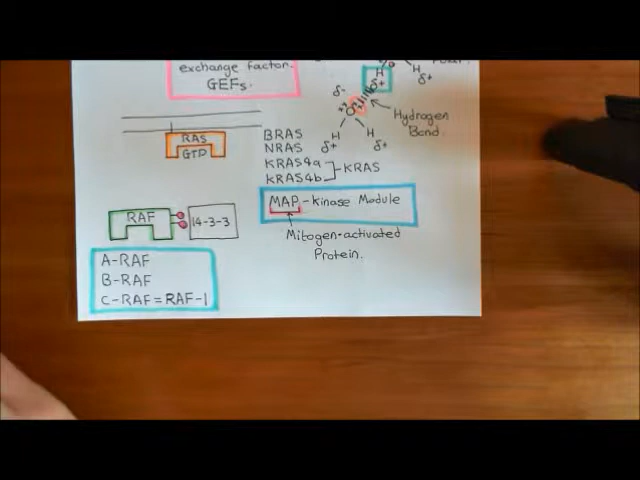 exchange factor.
GEFs.
H
δ+
H
δ+
δ-
O
H
δ+
H
δ+
Hydrogen
Bond.
RAS
GTP
BRAS
NRAS
KRAS4a
KRAS4b
KRAS
MAP-Kinase Module
Mitogen-activated
Protein.
RAF
14-3-3
A-RAF
B-RAF
C-RAF=RAF-1